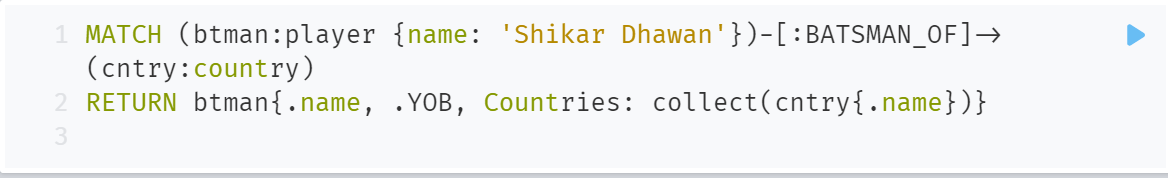 1 MATCH (btman:player {name: 'Shikar Dhawan'})-[:BATSMAN_OF]->
(cntry:country)
2 RETURN btman{.name, .YOB, Countries: collect(cntry{.name})}
3